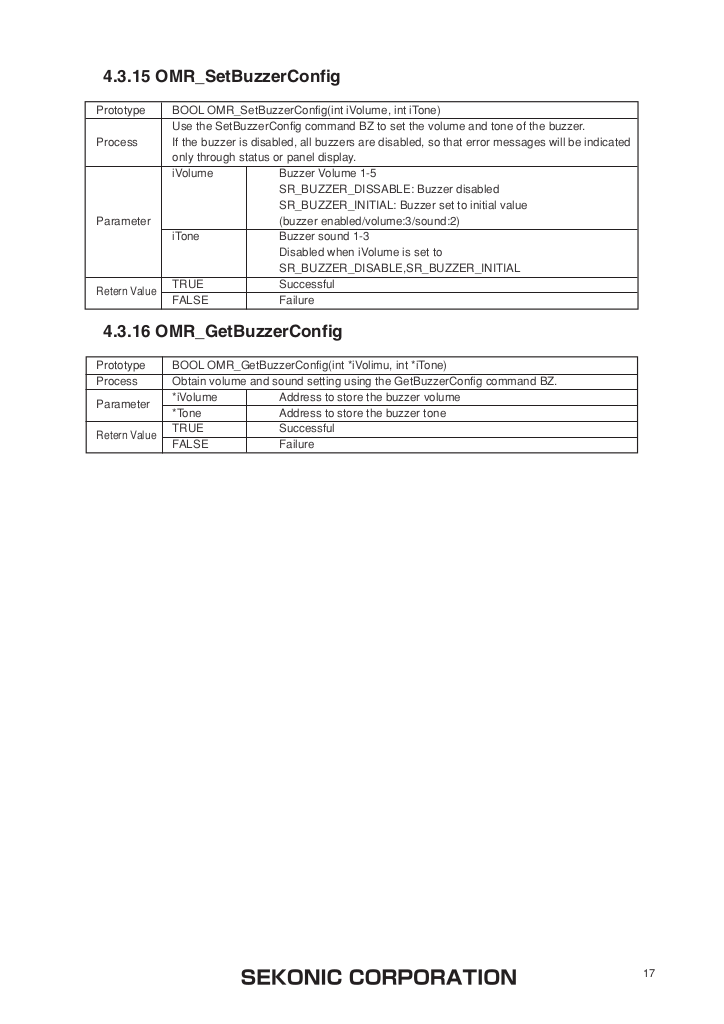 4.3.15 OMR_SetBuzzerConfig
Prototype BOOL OMR_SetBuzzerConfig(int iVolume, int iTone)
Process Use the SetBuzzerConfig command BZ to set the volume and tone of the buzzer.
If the buzzer is disabled, all buzzers are disabled, so that error messages will be indicated
only through status or panel display.
Parameter iVolume Buzzer Volume 1-5
SR_BUZZER_DISSABLE: Buzzer disabled
SR_BUZZER_INITIAL: Buzzer set to initial value
(buzzer enabled/volume:3/sound:2)
iTone Buzzer sound 1-3
Disabled when iVolume is set to
SR_BUZZER_DISABLE,SR_BUZZER_INITIAL
Retern Value TRUE Successful
FALSE Failure
4.3.16 OMR_GetBuzzerConfig
Prototype BOOL OMR_GetBuzzerConfig(int *iVolimu, int *iTone)
Process Obtain volume and sound setting using the GetBuzzerConfig command BZ.
Parameter *iVolume Address to store the buzzer volume
*Tone Address to store the buzzer tone
Retern Value TRUE Successful
FALSE Failure
SEKONIC CORPORATION
17